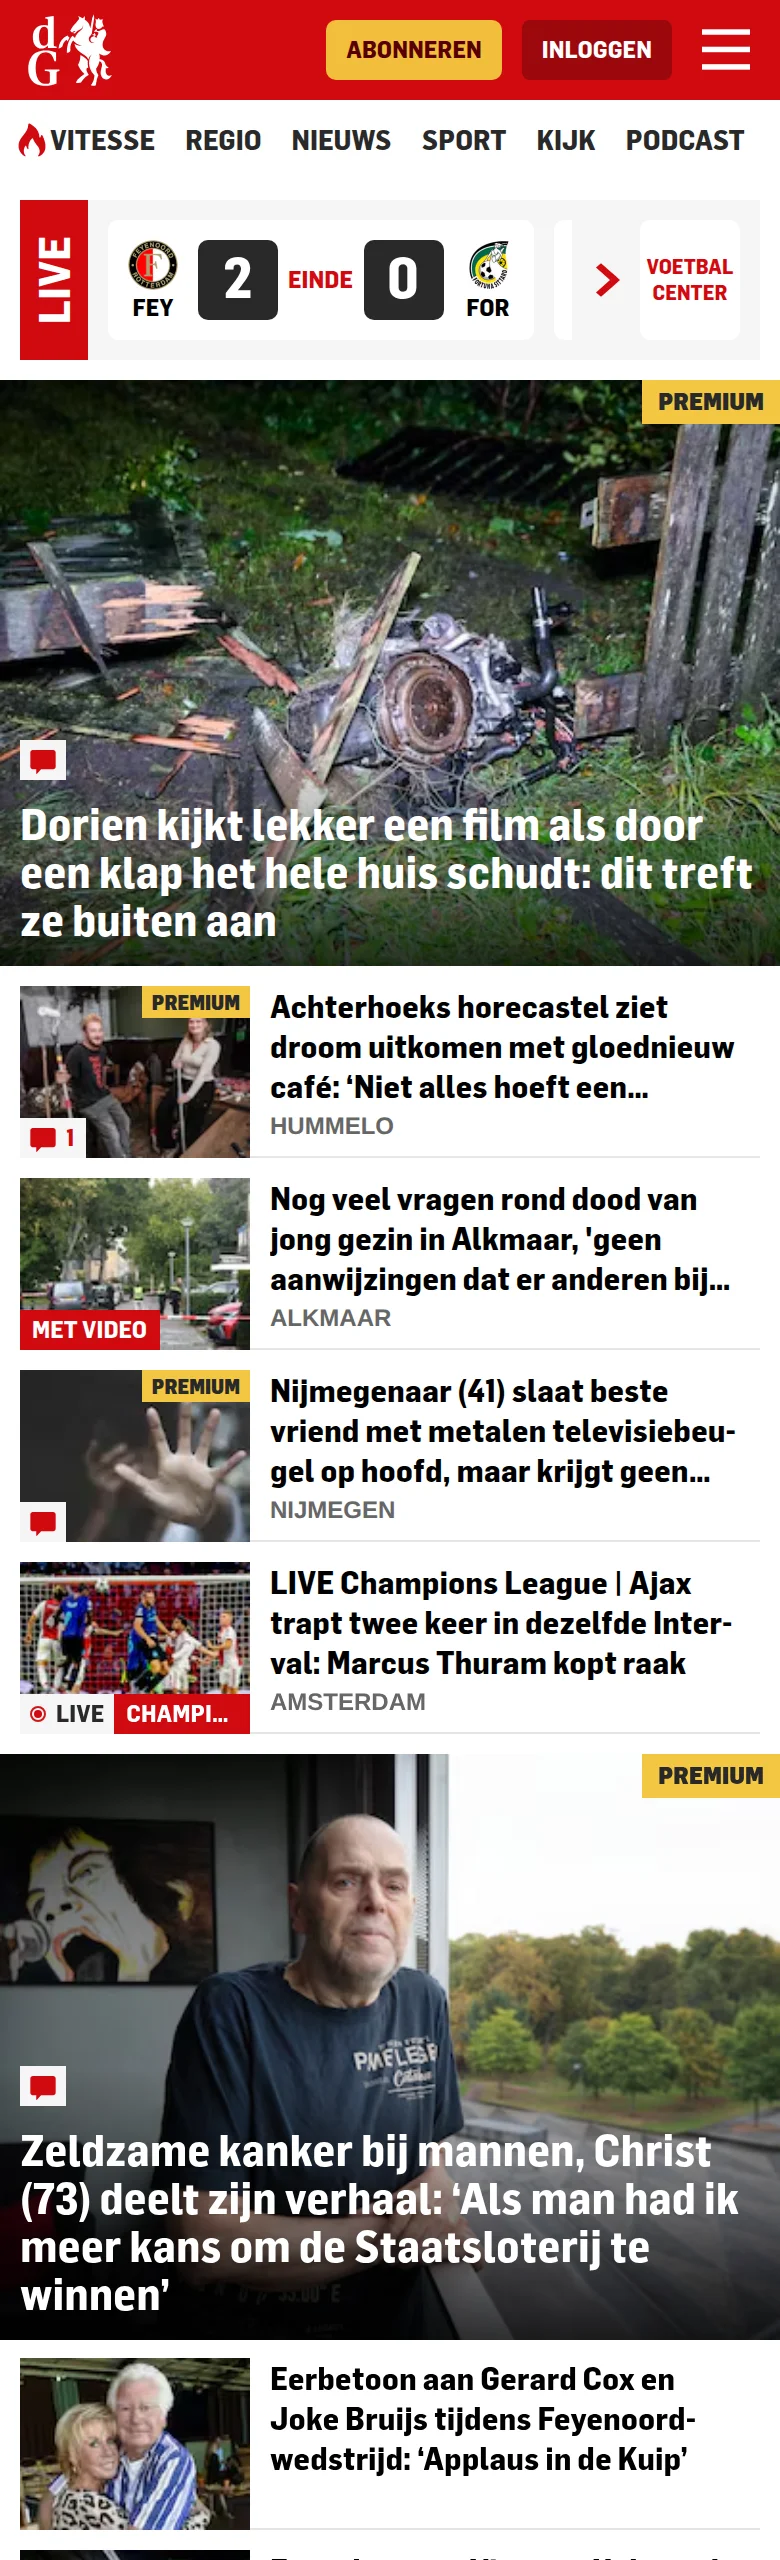 dG
ABONNEREN
INLOGGEN
VITESSE REGIO NIEUWS SPORT KIJK PODCAST
LIVE
FEYENOORD
ROTTERDAM
FEY
2
EINDE
0
FOR
VOETBAL
CENTER
PREMIUM
Dorien kijkt lekker een film als door
een klap het hele huis schudt: dit treft
ze buiten aan
PREMIUM
1
Achterhoeks horecastel ziet
droom uitkomen met gloednieuw
café: ‘Niet alles hoeft een...
HUMMELO
MET VIDEO
Nog veel vragen rond dood van
jong gezin in Alkmaar, 'geen
aanwijzingen dat er anderen bij...
ALKMAAR
PREMIUM
Nijmegenaar (41) slaat beste
vriend met metalen televisiebeu-
gel op hoofd, maar krijgt geen...
NIJMEGEN
LIVE CHAMPI...
LIVE Champions League | Ajax
trapt twee keer in dezelfde Inter-
val: Marcus Thuram kopt raak
AMSTERDAM
PREMIUM
Zeldzame kanker bij mannen, Christ
(73) deelt zijn verhaal: ‘Als man had ik
meer kans om de Staatsloterij te
winnen’
Eerbetoon aan Gerard Cox en
Joke Bruijs tijdens Feyenoord-
wedstrijd: ‘Applaus in de Kuip’